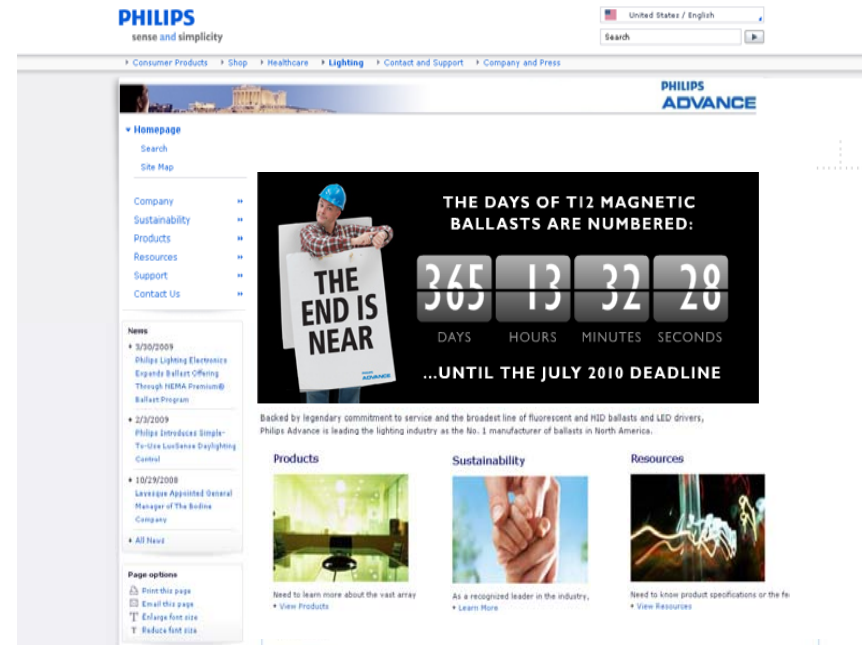 PHILIPS
sense and simplicity
United States / English
Search
Consumer Products
Shop
Healthcare
Lighting
Contact and Support
Company and Press
PHILIPS
ADVANCE
Homepage
Search
Site Map
Company
Sustainability
Products
Resources
Support
Contact Us
News
3/30/2009
Philips Lighting Electronics
Expands Ballast Offering
Through NEMA Premium®
Ballast Program
2/3/2009
Philips Introduces Simple-
To-Use LuxSense Daylighting
Control
10/29/2008
Levesque Appointed General
Manager of The Bodine
Company
All News
Page options
Print this page
Email this page
Enlarge font size
Reduce font size
THE DAYS OF T12 MAGNETIC
BALLASTS ARE NUMBERED:
THE
END IS
NEAR
ADVANCE
365 13 32 28
DAYS HOURS MINUTES SECONDS
...UNTIL THE JULY 2010 DEADLINE
Backed by legendary commitment to service and the broadest line of fluorescent and HID ballasts and LED drivers,
Philips Advance is leading the lighting industry as the No. 1 manufacturer of ballasts in North America.
Products
Need to learn more about the vast array
View Products
Sustainability
As a recognized leader in the industry,
Learn More
Resources
Need to know product specifications or the fe
View Resources